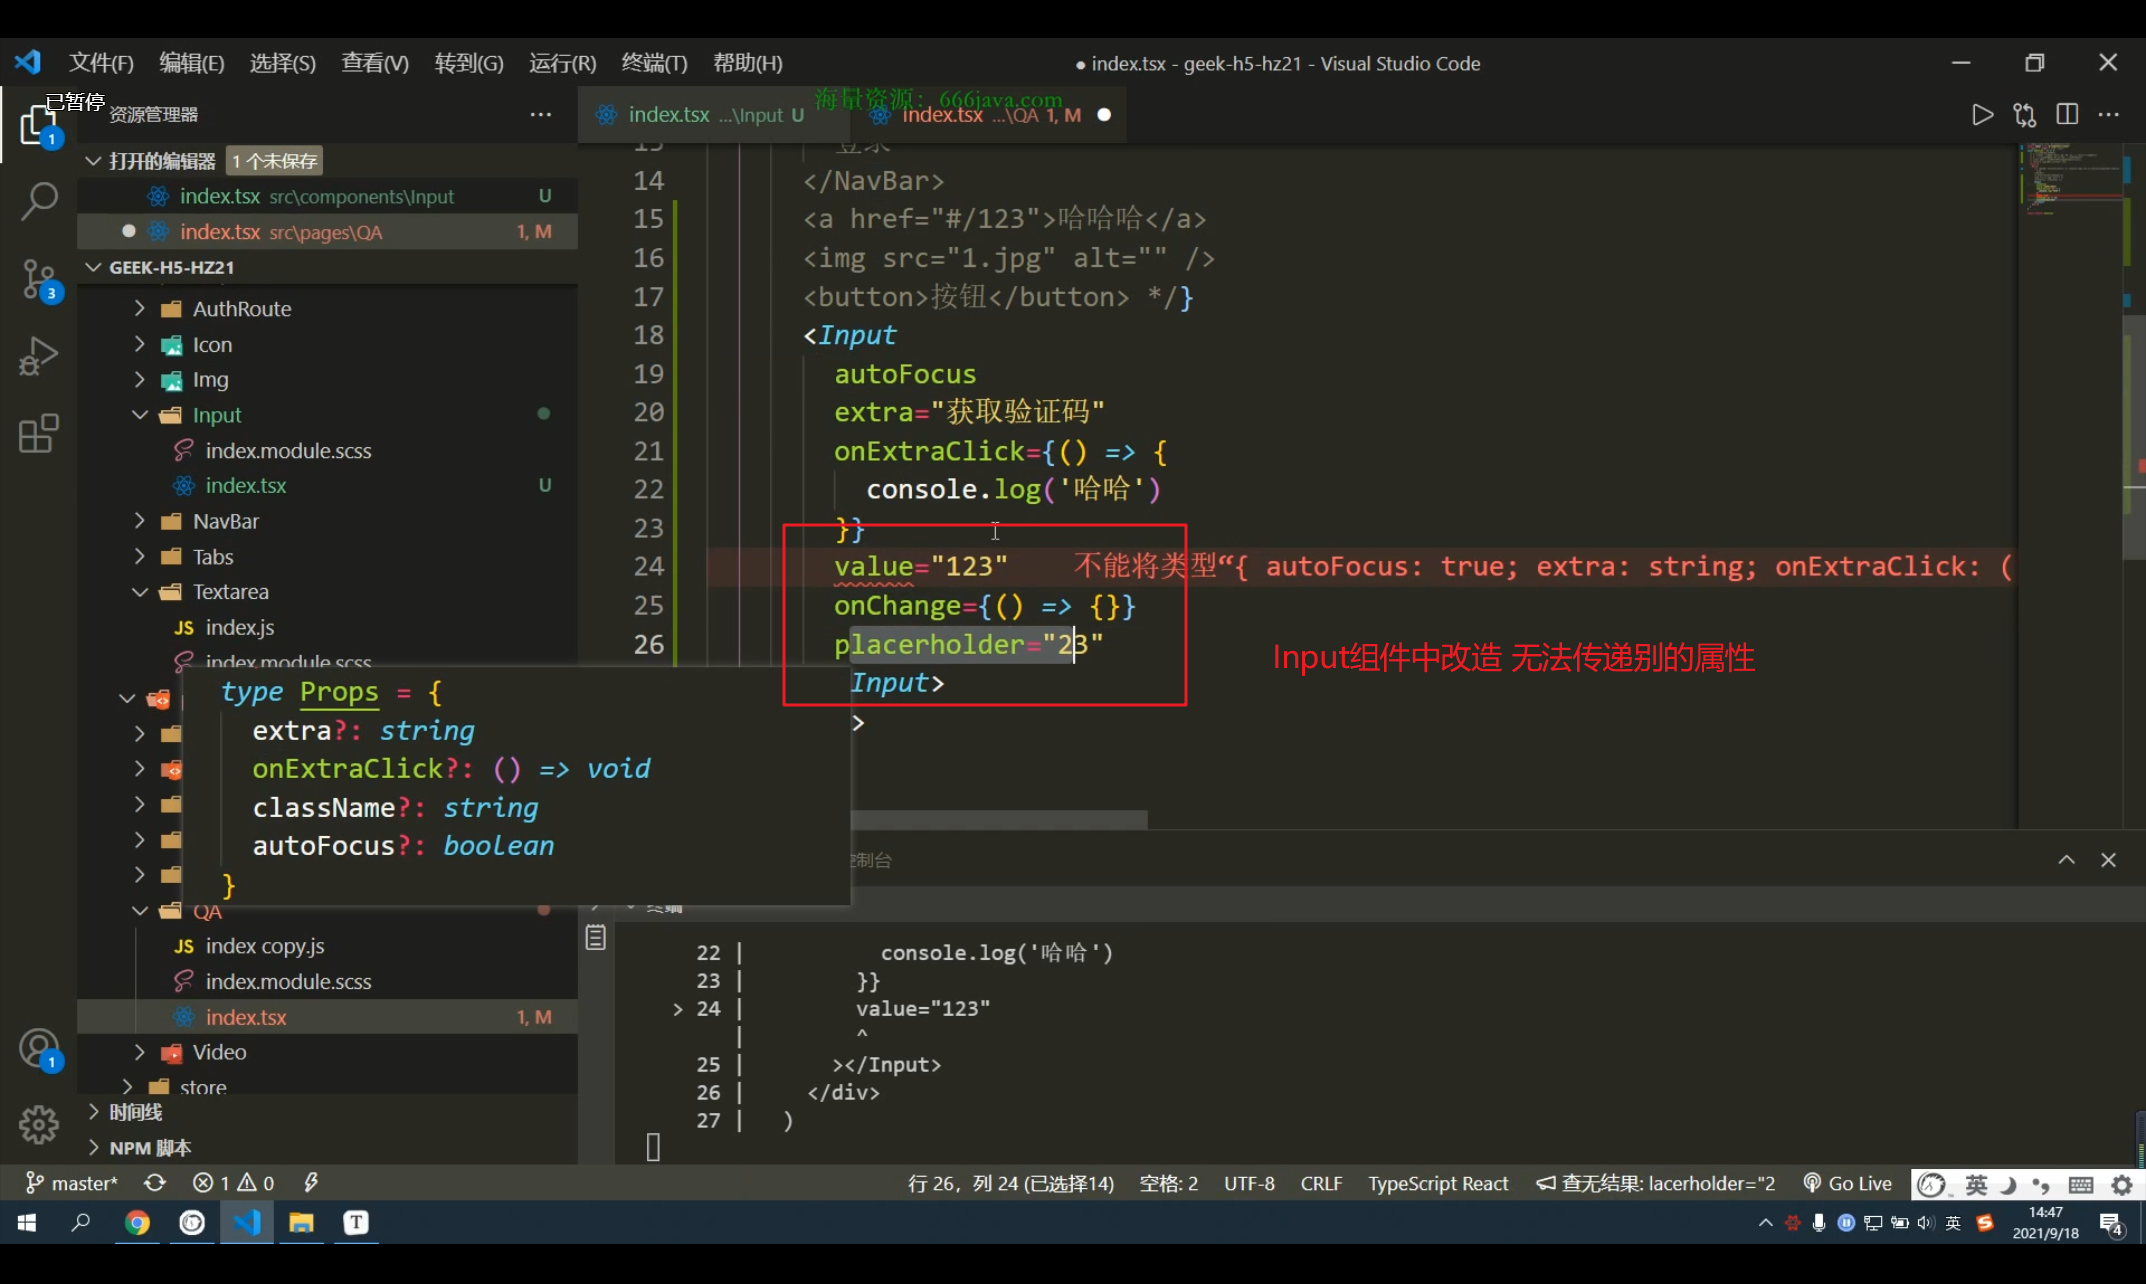 文件(F) 编辑(E) 选择(S) 查看(V) 转到(G) 运行(R) 终端(T) 帮助(H) ● index.tsx - geek-h5-hz21 - Visual Studio Code
已暂停
资源管理器 ···
index.tsx ...\Input U
海量资源：666java.com
index.tsx ...\QA 1, M
打开的编辑器 1 个未保存
index.tsx src\components\Input U
index.tsx src\pages\QA 1, M
GEEK-H5-HZ21
AuthRoute
Icon
Img
Input
index.module.scss
index.tsx U
NavBar
Tabs
Textarea
JS index.js
index.module.scss
QA
JS index copy.js
index.module.scss
index.tsx 1, M
Video
store
时间线
NPM 脚本
登录
14 </NavBar>
15 <a href="#/123">哈哈哈</a>
16 <img src="1.jpg" alt="" />
17 <button>按钮</button> */}
18 <Input
19 autoFocus
20 extra="获取验证码"
21 onExtraClick={() => {
22 console.log('哈哈')
23 }}
24 value="123" 不能将类型“{ autoFocus: true; extra: string; onExtraClick: (
25 onChange={() => {}}
26 placerholder="23"
Input>
>
Input组件中改造 无法传递别的属性
type Props = {
extra?: string
onExtraClick?: () => void
className?: string
autoFocus?: boolean
}
控制台
终端
22 | console.log('哈哈')
23 | }}
> 24 | value="123"
| ^
25 | ></Input>
26 | </div>
27 | )
1
3
1
master* 1 0 行 26，列 24 (已选择14) 空格: 2 UTF-8 CRLF TypeScript React 查无结果: lacerholder="2 Go Live 英
T
英 14:47
2021/9/18
4